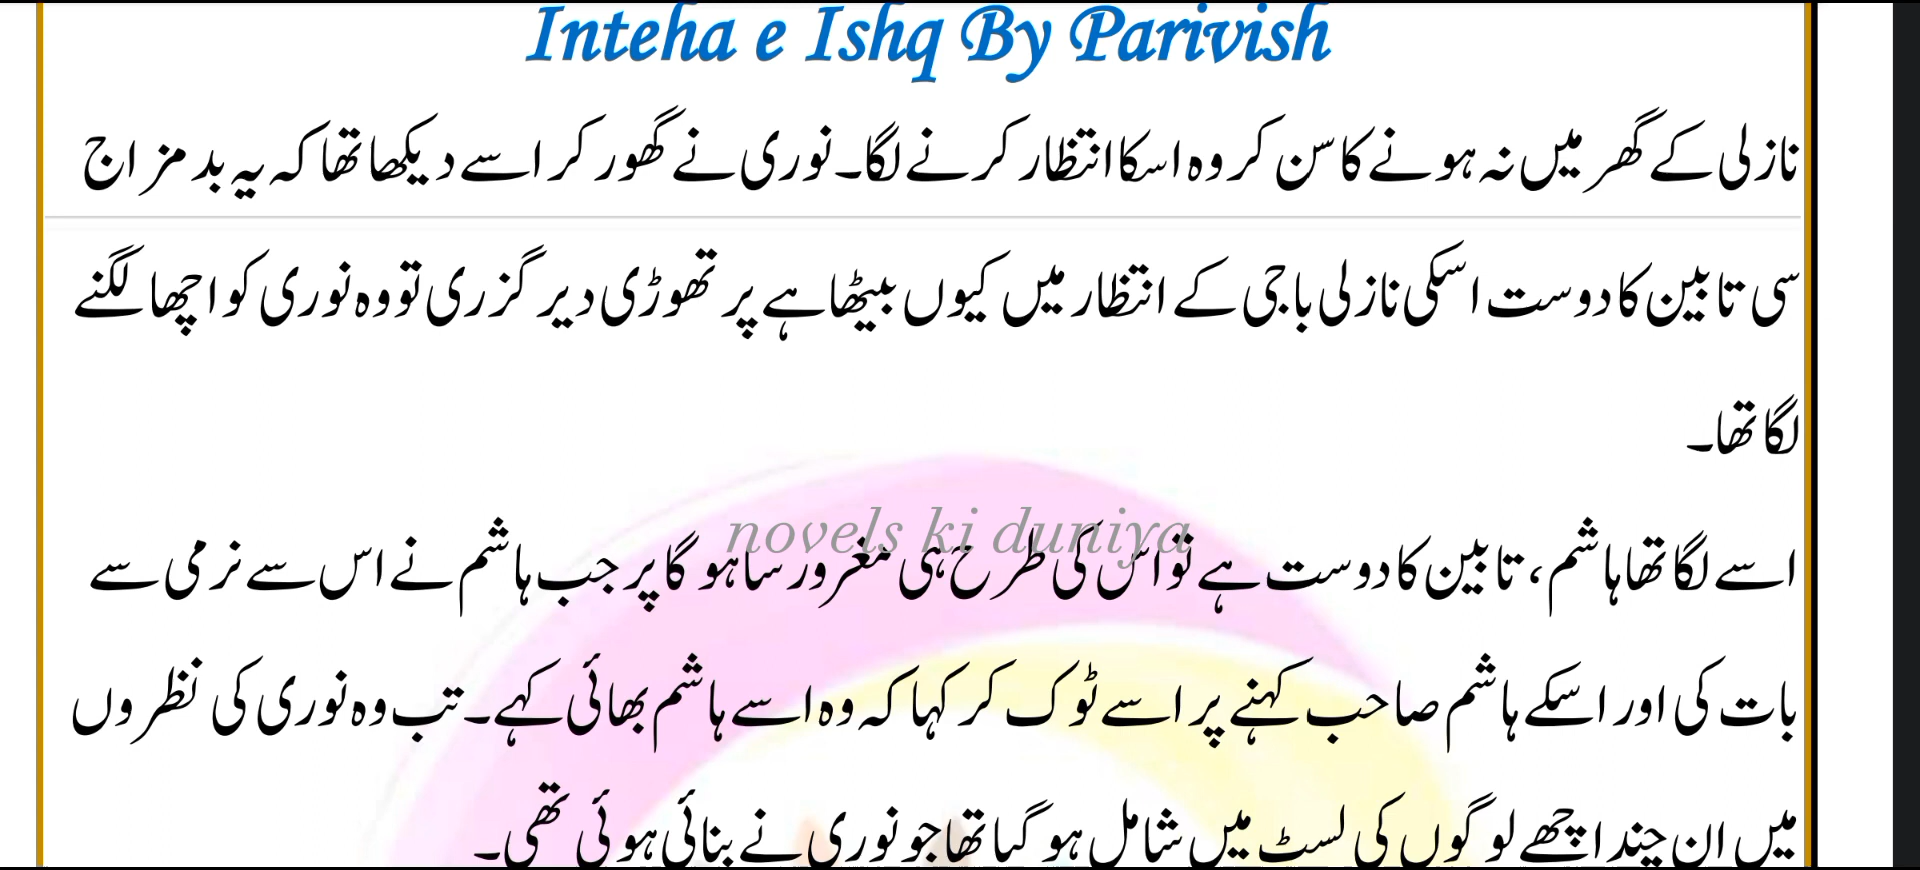 Inteha e Ishq By Parivish
نازلی کے گھر میں نہ ہونے کا سن کر وہ اسکا انتظار کرنے لگا۔ نوری نے گھور کر اسے دیکھا تھا کہ یہ بد مزاج
سی تابین کا دوست اسکی نازلی باجی کے انتظار میں کیوں بیٹھا ہے پر تھوڑی دیر گزری تو وہ نوری کو اچھا لگنے
لگا تھا۔
اسے لگا تھا ہاشم، تابین کا دوست ہے تو اس کی طرح ہی مغرور سا ہو گا پر جب ہاشم نے اس سے نرمی سے
novels ki duniya
بات کی اور اسکے ہاشم صاحب کہنے پر اسے ٹوک کر کہا کہ وہ اسے ہاشم بھائی کہے۔ تب وہ نوری کی نظروں
میں ان چند اچھے لوگوں کی لسٹ میں شامل ہو گیا تھا جو نوری نے بنائی ہوئی تھی۔